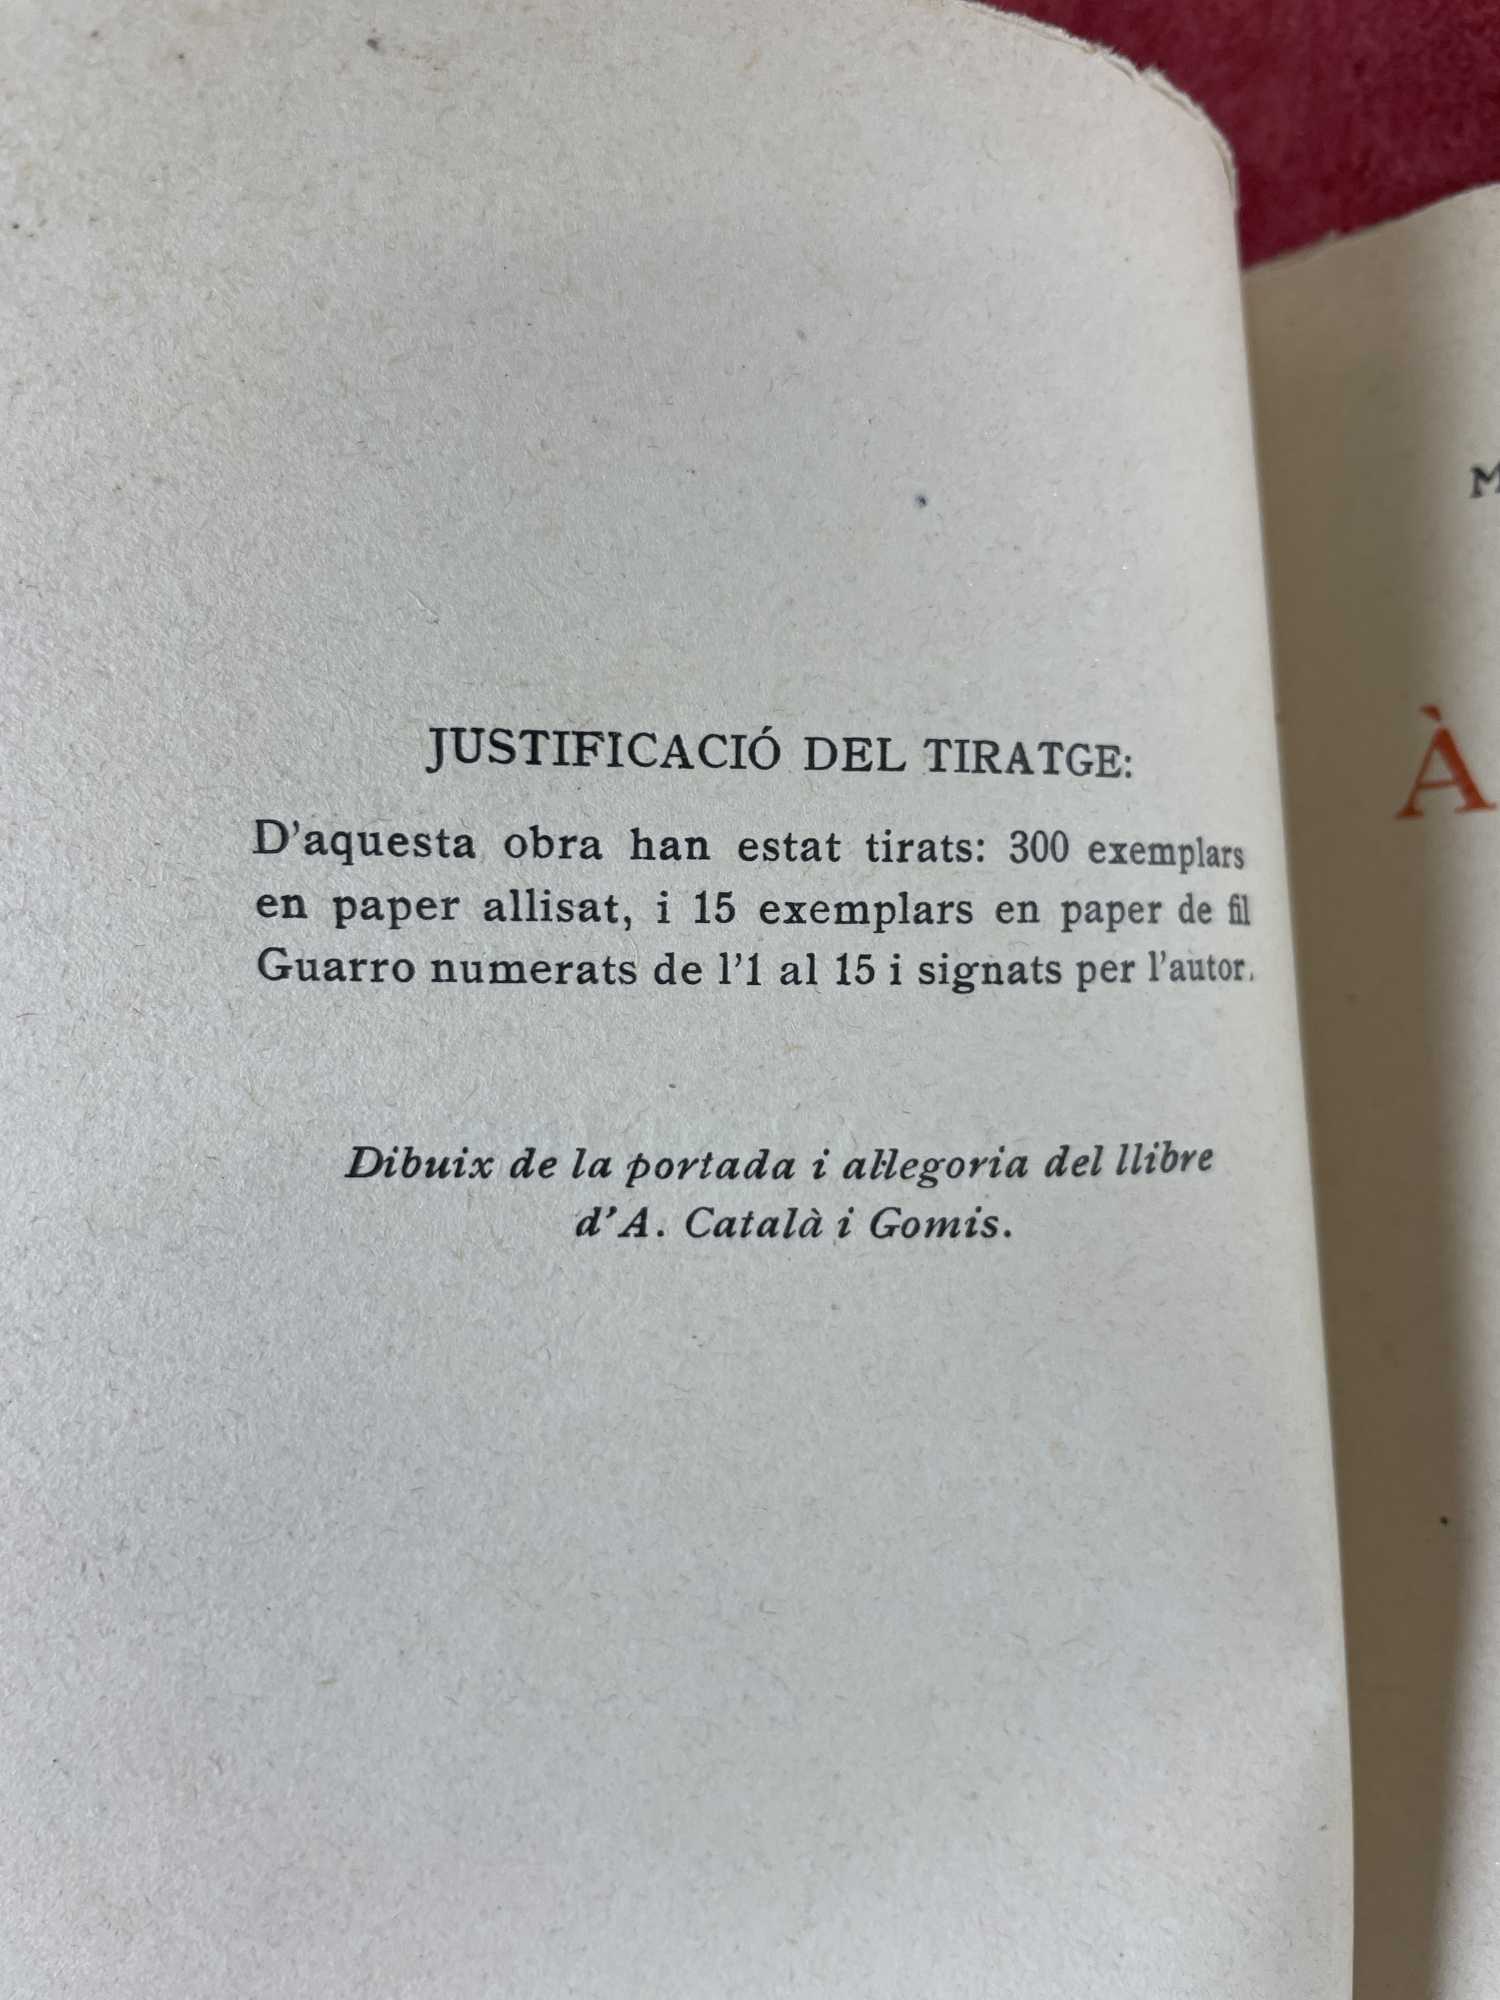 JUSTIFICACIÓ DEL TIRATGE:
D'aquesta obra han estat tirats: 300 exemplars
en paper allisat, i 15 exemplars en paper de fil
Guarro numerats de l'1 al 15 i signats per l'autor.
Dibuix de la portada i al·legoria del llibre
d'A. Català i Gomis.
M
À